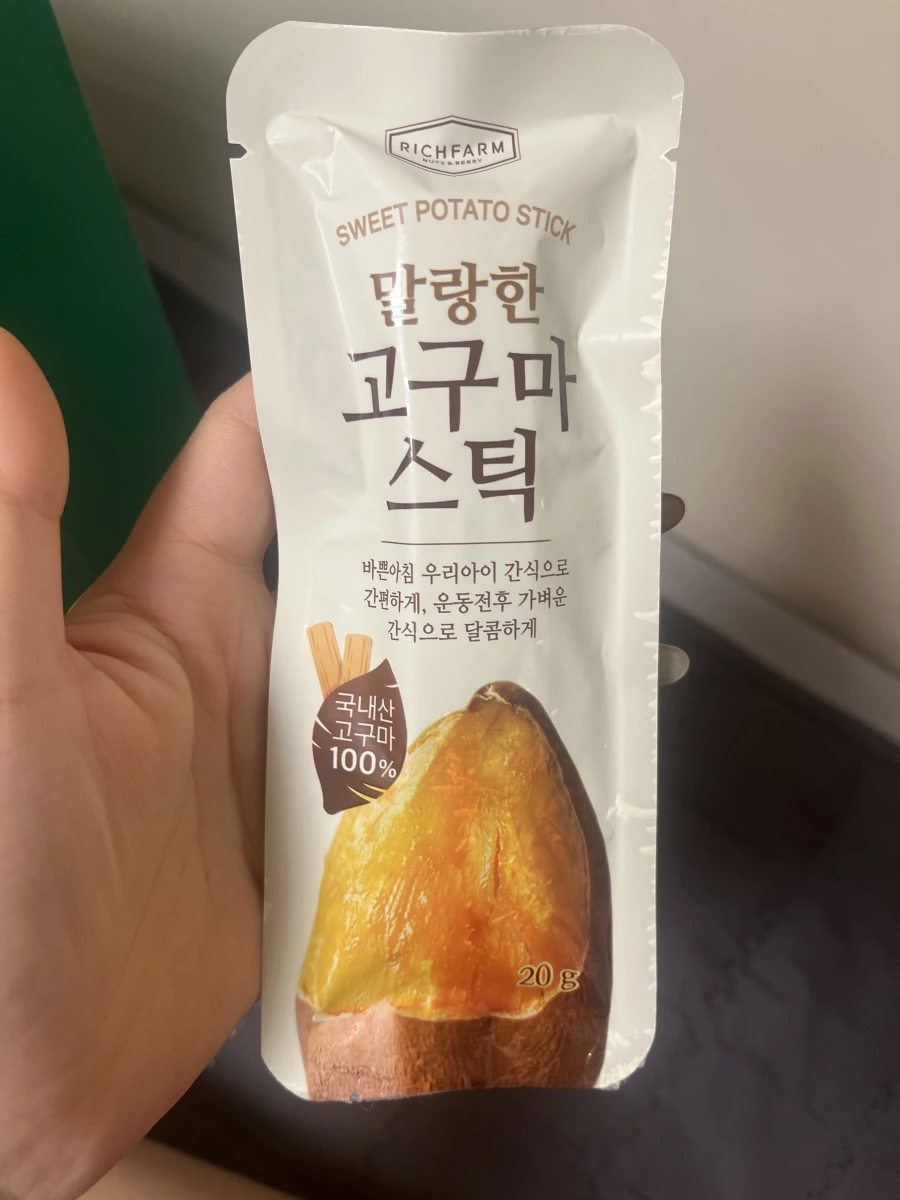 RICHFARM
NUTS & BERRY
SWEET POTATO STICK
말랑한
고구마
스틱
바쁜아침 우리아이 간식으로
간편하게, 운동전후 가벼운
간식으로 달콤하게
국내산
고구마
100%
20 g